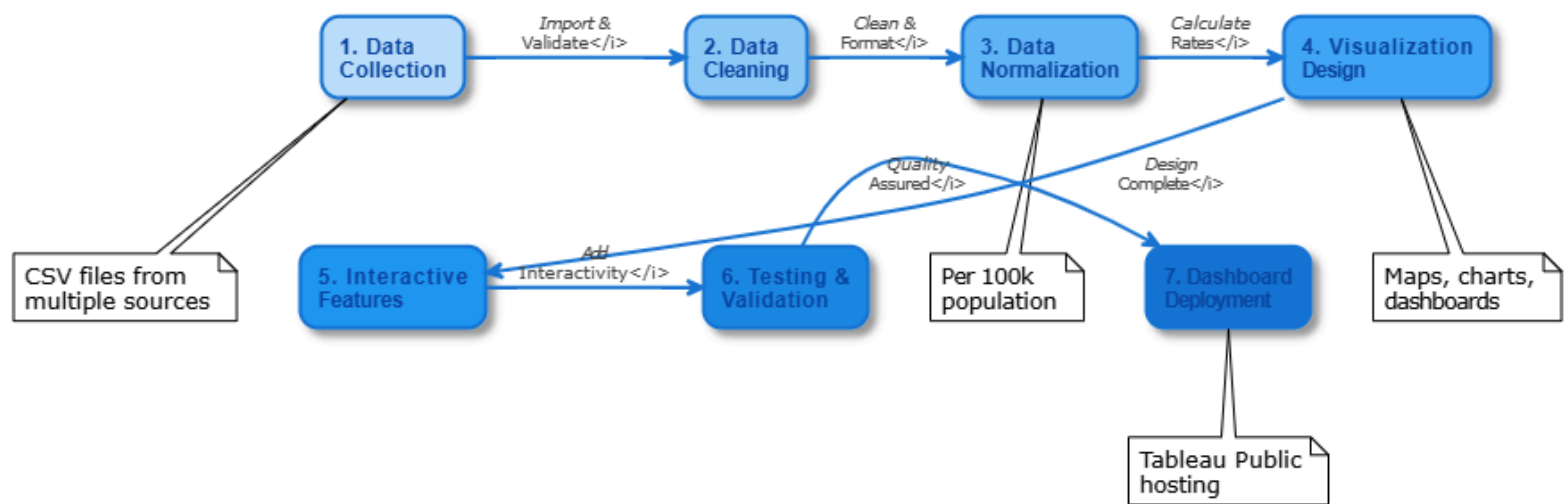 Import &
Validate</i>
Clean &
Format</i>
Calculate
Rates</i>
1. Data
Collection
2. Data
Cleaning
3. Data
Normalization
4. Visualization
Design
Quality
Assured</i>
Design
Complete</i>
CSV files from
multiple sources
5. Interactive
Features
Add
Interactivity</i>
6. Testing &
Validation
Per 100k
population
7. Dashboard
Deployment
Maps, charts,
dashboards
Tableau Public
hosting